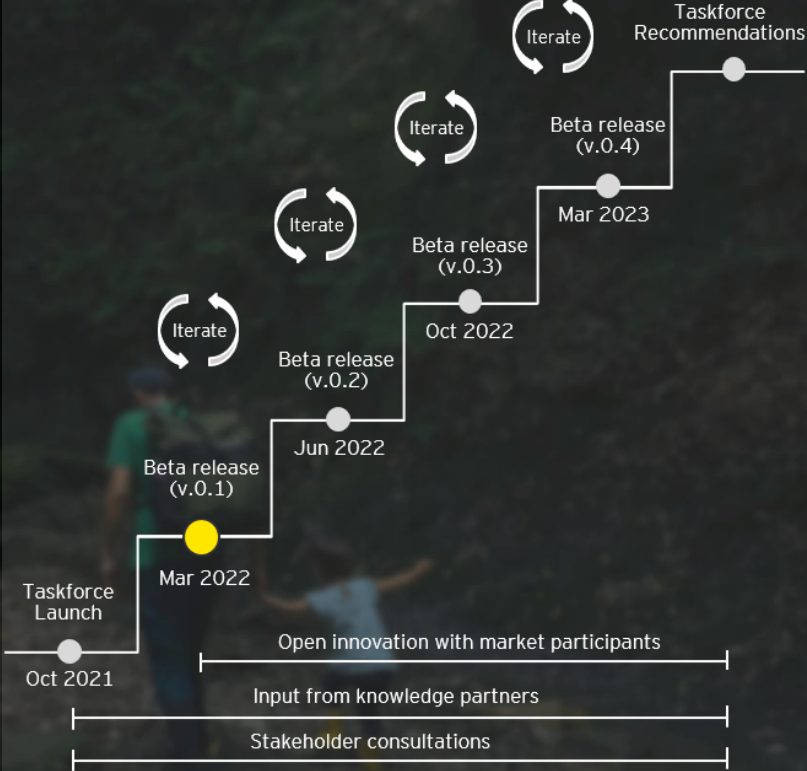 Taskforce
Recommendations
Iterate
Beta release
(v.0.4)
Mar 2023
Iterate
Beta release
(v.0.3)
Oct 2022
Iterate
Beta release
(v.0.2)
Jun 2022
Iterate
Beta release
(v.0.1)
Mar 2022
Taskforce
Launch
Oct 2021
Open innovation with market participants
Input from knowledge partners
Stakeholder consultations